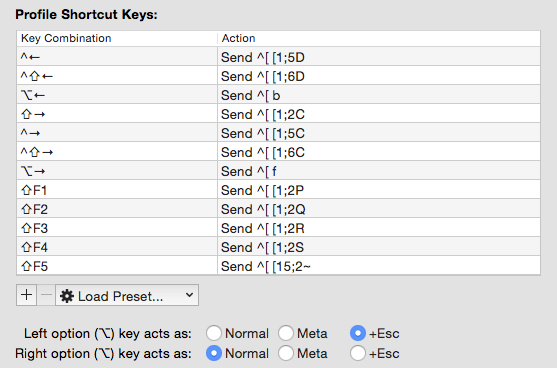 Profile Shortcut Keys:
Key Combination Action
^← Send ^[ [1;5D
^⇧← Send ^[ [1;6D
⌥← Send ^[ b
⇧→ Send ^[ [1;2C
^→ Send ^[ [1;5C
^⇧→ Send ^[ [1;6C
⌥→ Send ^[ f
⇧F1 Send ^[ [1;2P
⇧F2 Send ^[ [1;2Q
⇧F3 Send ^[ [1;2R
⇧F4 Send ^[ [1;2S
⇧F5 Send ^[ [15;2~
+ − Load Preset...
Left option (⌥) key acts as: Normal Meta +Esc
Right option (⌥) key acts as: Normal Meta +Esc